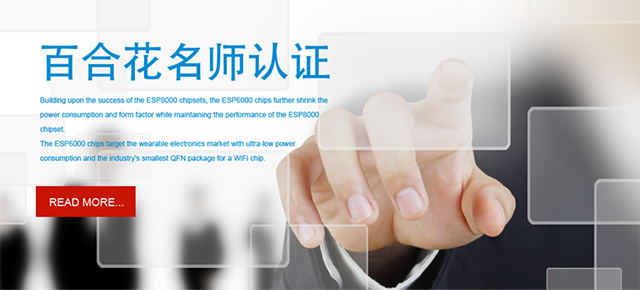 百合花名师认证
Building upon the success of the ESP8000 chipsets, the ESP6000 chips further shrink the
power consumption and form factor while maintaining the performance of the ESP8000
chipset.
The ESP6000 chips target the wearable electronics market with ultra-low power
consumption and the industry's smallest QFN package for a WiFi chip.
READ MORE...